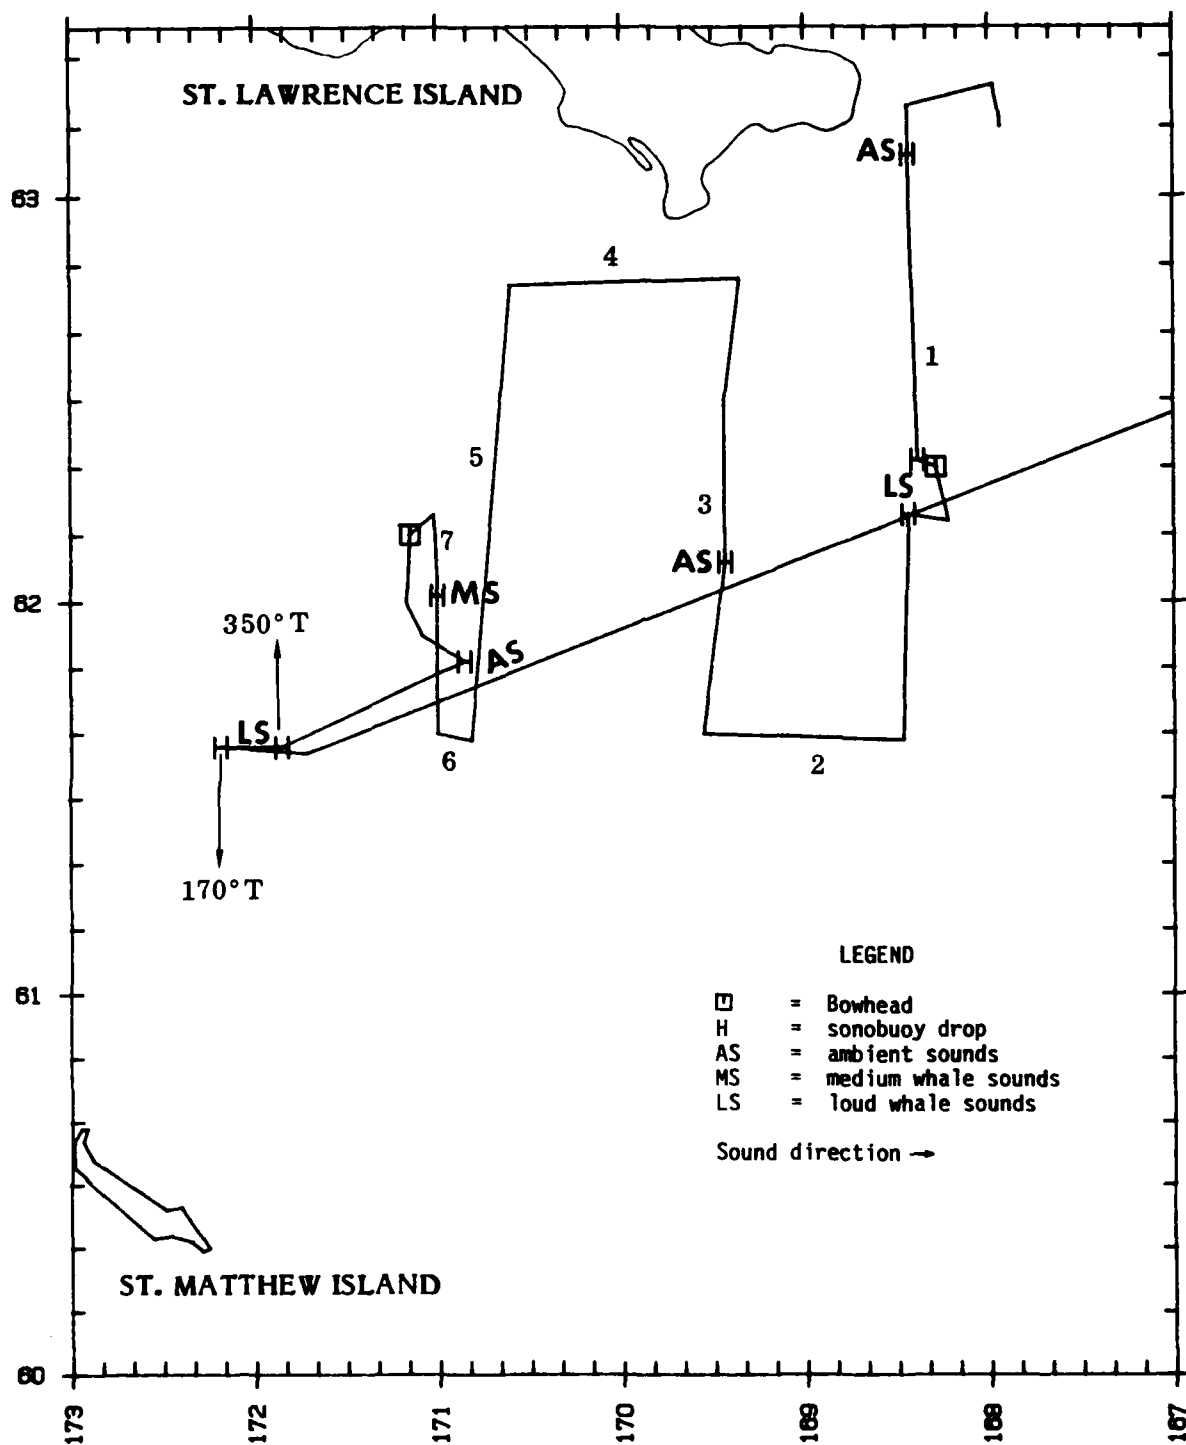 ST. LAWRENCE ISLAND
AS
63
4
1
5
LS
3
7
AS
MS
62
350°T
AS
LS
6
2
170°T
LEGEND
61
= Bowhead
H = sonobuoy drop
AS = ambient sounds
MS = medium whale sounds
LS = loud whale sounds
Sound direction →
ST. MATTHEW ISLAND
60
173 172 171 170 169 168 167